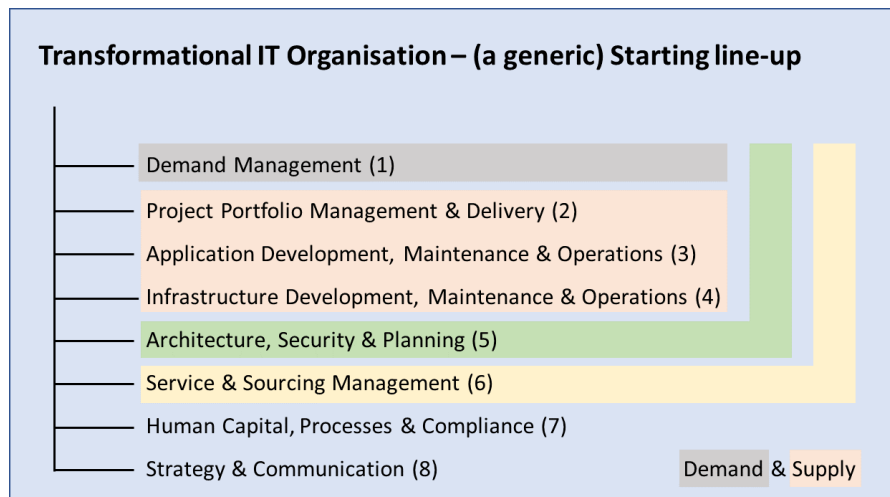 Transformational IT Organisation – (a generic) Starting line-up
Demand Management (1)
Project Portfolio Management & Delivery (2)
Application Development, Maintenance & Operations (3)
Infrastructure Development, Maintenance & Operations (4)
Architecture, Security & Planning (5)
Service & Sourcing Management (6)
Human Capital, Processes & Compliance (7)
Strategy & Communication (8)
Demand & Supply